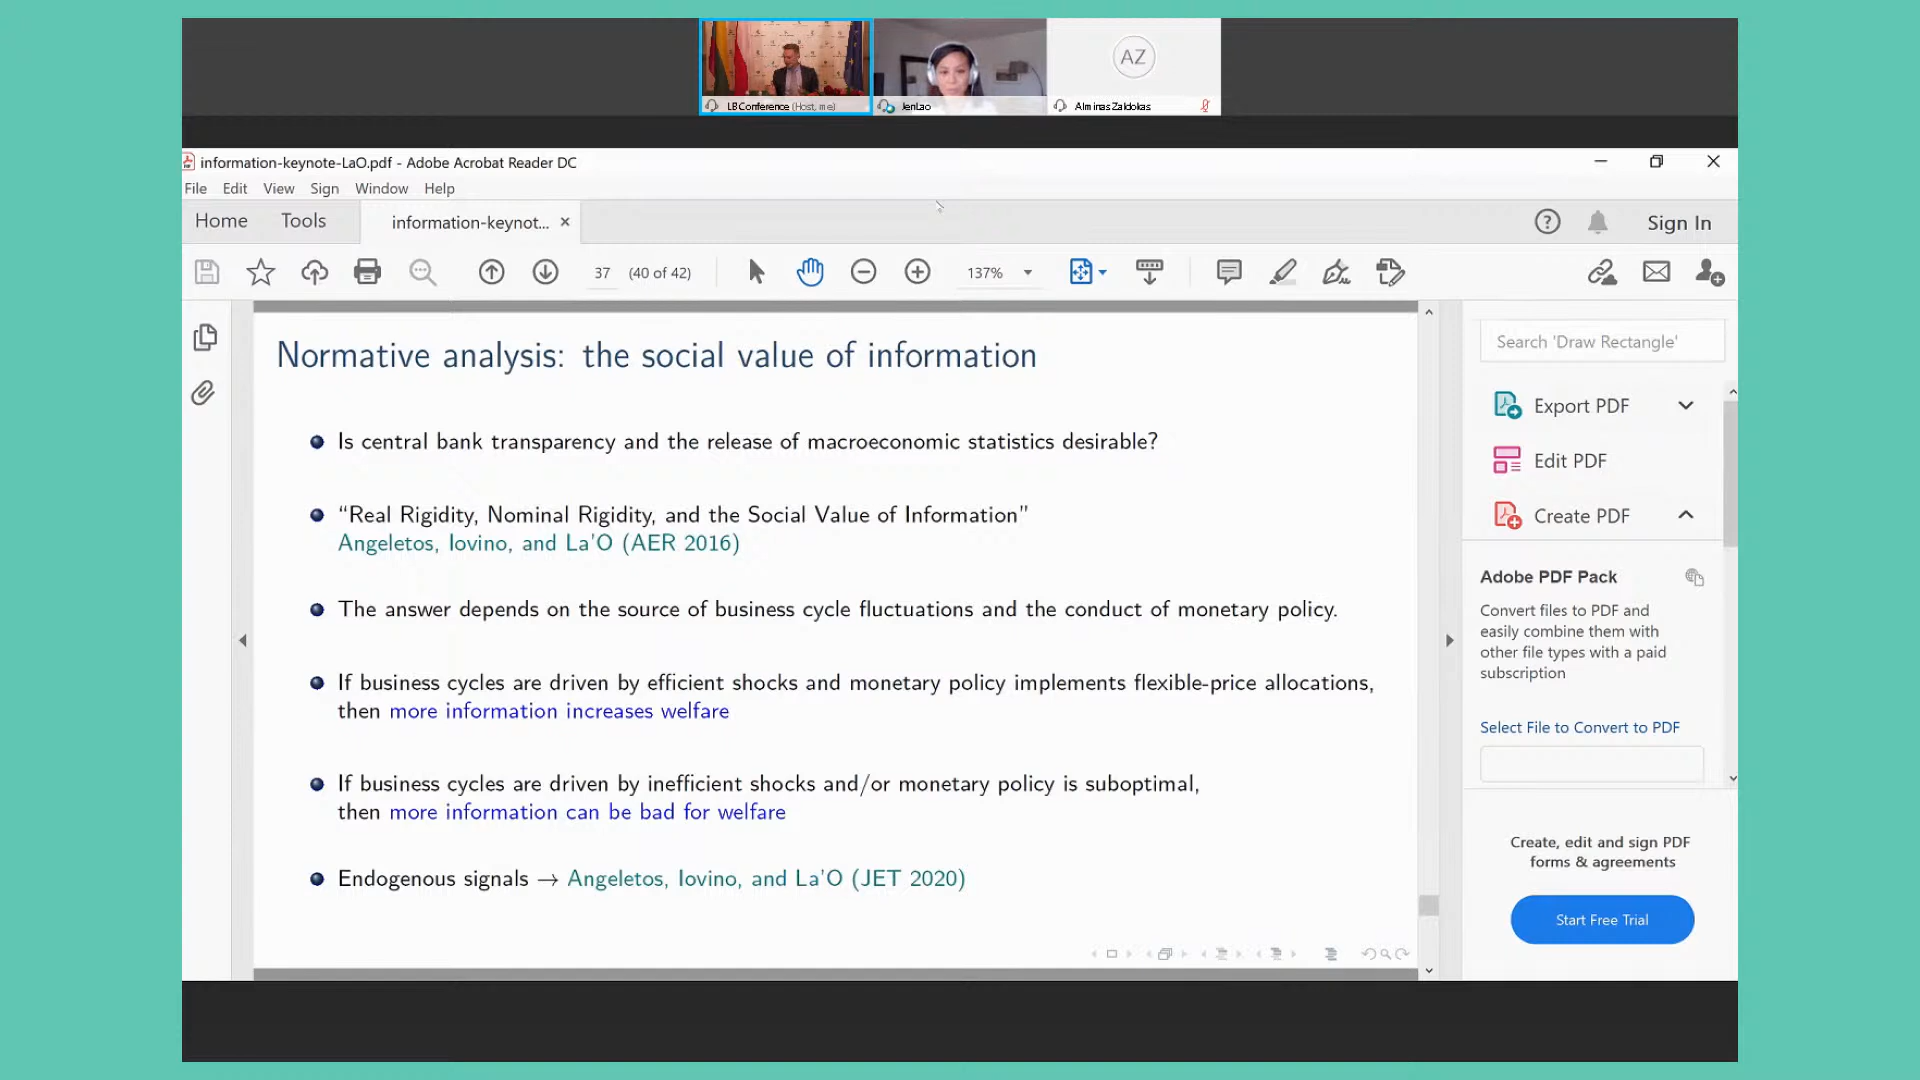 AZ
LBConference (Host, me)
JenLao
Alminas Zaldokas
information-keynote-LaO.pdf - Adobe Acrobat Reader DC
File Edit View Sign Window Help
Home Tools information-keynot... Sign In
37 (40 of 42) 137%
Normative analysis: the social value of information
Is central bank transparency and the release of macroeconomic statistics desirable?
“Real Rigidity, Nominal Rigidity, and the Social Value of Information”
Angeletos, Iovino, and La'O (AER 2016)
The answer depends on the source of business cycle fluctuations and the conduct of monetary policy.
If business cycles are driven by efficient shocks and monetary policy implements flexible-price allocations,
then more information increases welfare
If business cycles are driven by inefficient shocks and/or monetary policy is suboptimal,
then more information can be bad for welfare
Endogenous signals → Angeletos, Iovino, and La'O (JET 2020)
Search 'Draw Rectangle'
Export PDF
Edit PDF
Create PDF
Adobe PDF Pack
Convert files to PDF and
easily combine them with
other file types with a paid
subscription
Select File to Convert to PDF
Create, edit and sign PDF
forms & agreements
Start Free Trial